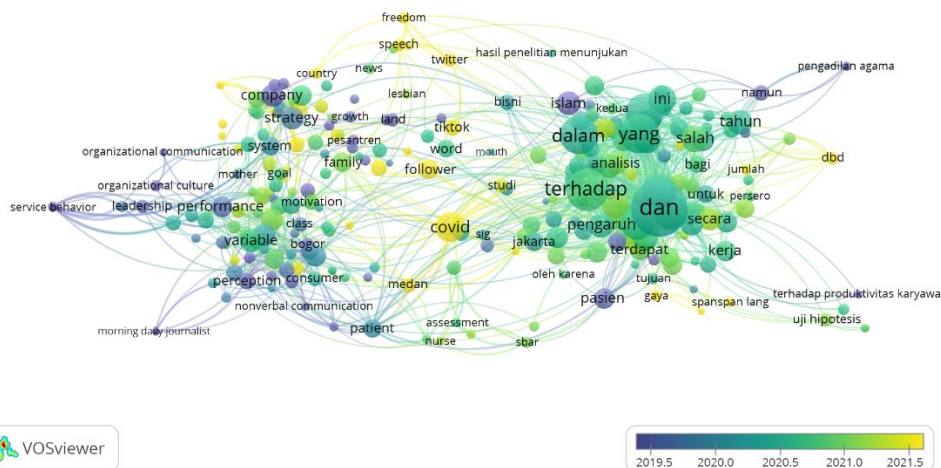 freedom
speech
twitter
hasil penelitian menunjukan
pengadilan agama
country
news
company
lesbian
bisni
islam
kedua
ini
namun
strategy
growth
land
tiktok
dalam
yang
salah
tahun
organizational communication
system
pesantren
word
mouth
family
follower
analisis
bagi
jumlah
dbd
mother
goal
organizational culture
studi
terhadap
untuk
persero
service behavior
leadership
performance
motivation
dan
class
covid
sig
pengaruh
secara
variable
bogor
jakarta
terdapat
kerja
perception
consumer
medan
oleh karena
tujuan
nonverbal communication
pasien
gaya
spanspan lang
terhadap produktivitas karyawa
morning daily journalist
patient
assessment
uji hipotesis
nurse
sbar
VOSviewer
2019.5 2020.0 2020.5 2021.0 2021.5